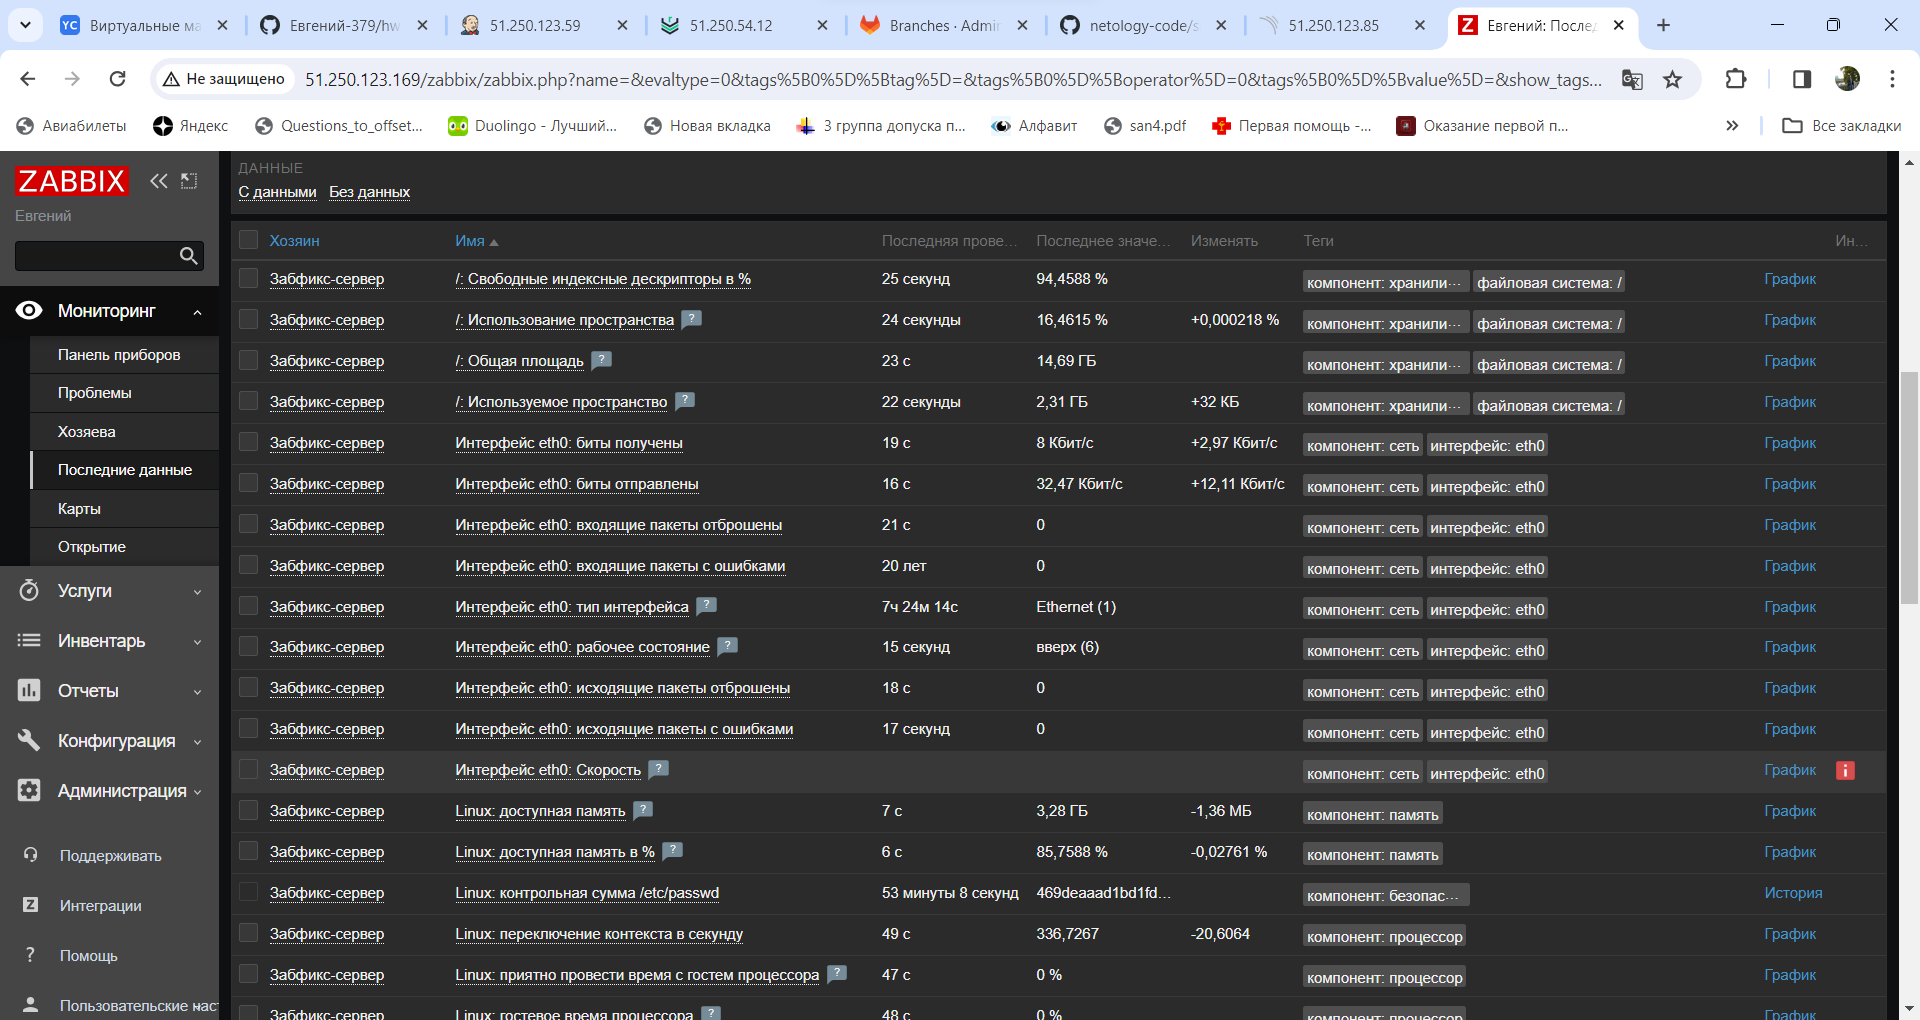 Виртуальные ма
Евгений-379/hw
51.250.123.59
51.250.54.12
Branches · Admin
netology-code/s
51.250.123.85
Евгений: Послед
Не защищено
51.250.123.169/zabbix/zabbix.php?name=&evaltype=0&tags%5B0%5D%5Btag%5D=&tags%5B0%5D%5Boperator%5D=0&tags%5B0%5D%5Bvalue%5D=&show_tags...
Авиабилеты
Яндекс
Questions_to_offset...
Duolingo - Лучший...
Новая вкладка
3 группа допуска п...
Алфавит
san4.pdf
Первая помощь -...
Оказание первой п...
Все закладки
ZABBIX
Евгений
Мониторинг
Панель приборов
Проблемы
Хозяева
Последние данные
Карты
Открытие
Услуги
Инвентарь
Отчеты
Конфигурация
Администрация
Поддерживать
Интеграции
Помощь
Пользовательские наст
ДАННЫЕ
С данными Без данных
Хозяин Имя Последняя прове... Последнее значе... Изменять Теги Ин...
Забфикс-сервер /: Свободные индексные дескрипторы в % 25 секунд 94,4588 % компонент: хранили... файловая система: / График
Забфикс-сервер /: Использование пространства ? 24 секунды 16,4615 % +0,000218 % компонент: хранили... файловая система: / График
Забфикс-сервер /: Общая площадь ? 23 с 14,69 ГБ компонент: хранили... файловая система: / График
Забфикс-сервер /: Используемое пространство ? 22 секунды 2,31 ГБ +32 КБ компонент: хранили... файловая система: / График
Забфикс-сервер Интерфейс eth0: биты получены 19 с 8 Кбит/с +2,97 Кбит/с компонент: сеть интерфейс: eth0 График
Забфикс-сервер Интерфейс eth0: биты отправлены 16 с 32,47 Кбит/с +12,11 Кбит/с компонент: сеть интерфейс: eth0 График
Забфикс-сервер Интерфейс eth0: входящие пакеты отброшены 21 с 0 компонент: сеть интерфейс: eth0 График
Забфикс-сервер Интерфейс eth0: входящие пакеты с ошибками 20 лет 0 компонент: сеть интерфейс: eth0 График
Забфикс-сервер Интерфейс eth0: тип интерфейса ? 7ч 24м 14с Ethernet (1) компонент: сеть интерфейс: eth0 График
Забфикс-сервер Интерфейс eth0: рабочее состояние ? 15 секунд вверх (6) компонент: сеть интерфейс: eth0 График
Забфикс-сервер Интерфейс eth0: исходящие пакеты отброшены 18 с 0 компонент: сеть интерфейс: eth0 График
Забфикс-сервер Интерфейс eth0: исходящие пакеты с ошибками 17 секунд 0 компонент: сеть интерфейс: eth0 График
Забфикс-сервер Интерфейс eth0: Скорость ? компонент: сеть интерфейс: eth0 График i
Забфикс-сервер Linux: доступная память ? 7 с 3,28 ГБ -1,36 МБ компонент: память График
Забфикс-сервер Linux: доступная память в % ? 6 с 85,7588 % -0,02761 % компонент: память График
Забфикс-сервер Linux: контрольная сумма /etc/passwd 53 минуты 8 секунд 469deaaad1bd1fd... компонент: безопас... История
Забфикс-сервер Linux: переключение контекста в секунду 49 с 336,7267 -20,6064 компонент: процессор График
Забфикс-сервер Linux: приятно провести время с гостем процессора ? 47 с 0 % компонент: процессор График
Забфикс-сервер Linux: гостевое время процессора ? 48 с 0 % компонент: процессор График